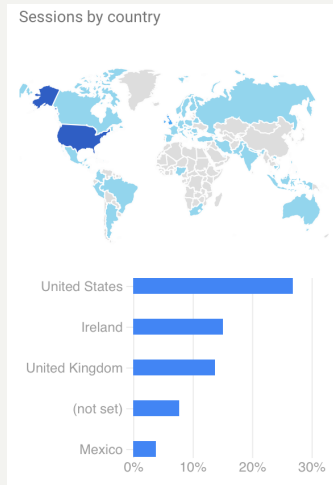 Sessions by country
United States
Ireland
United Kingdom
(not set)
Mexico
0% 10% 20% 30%